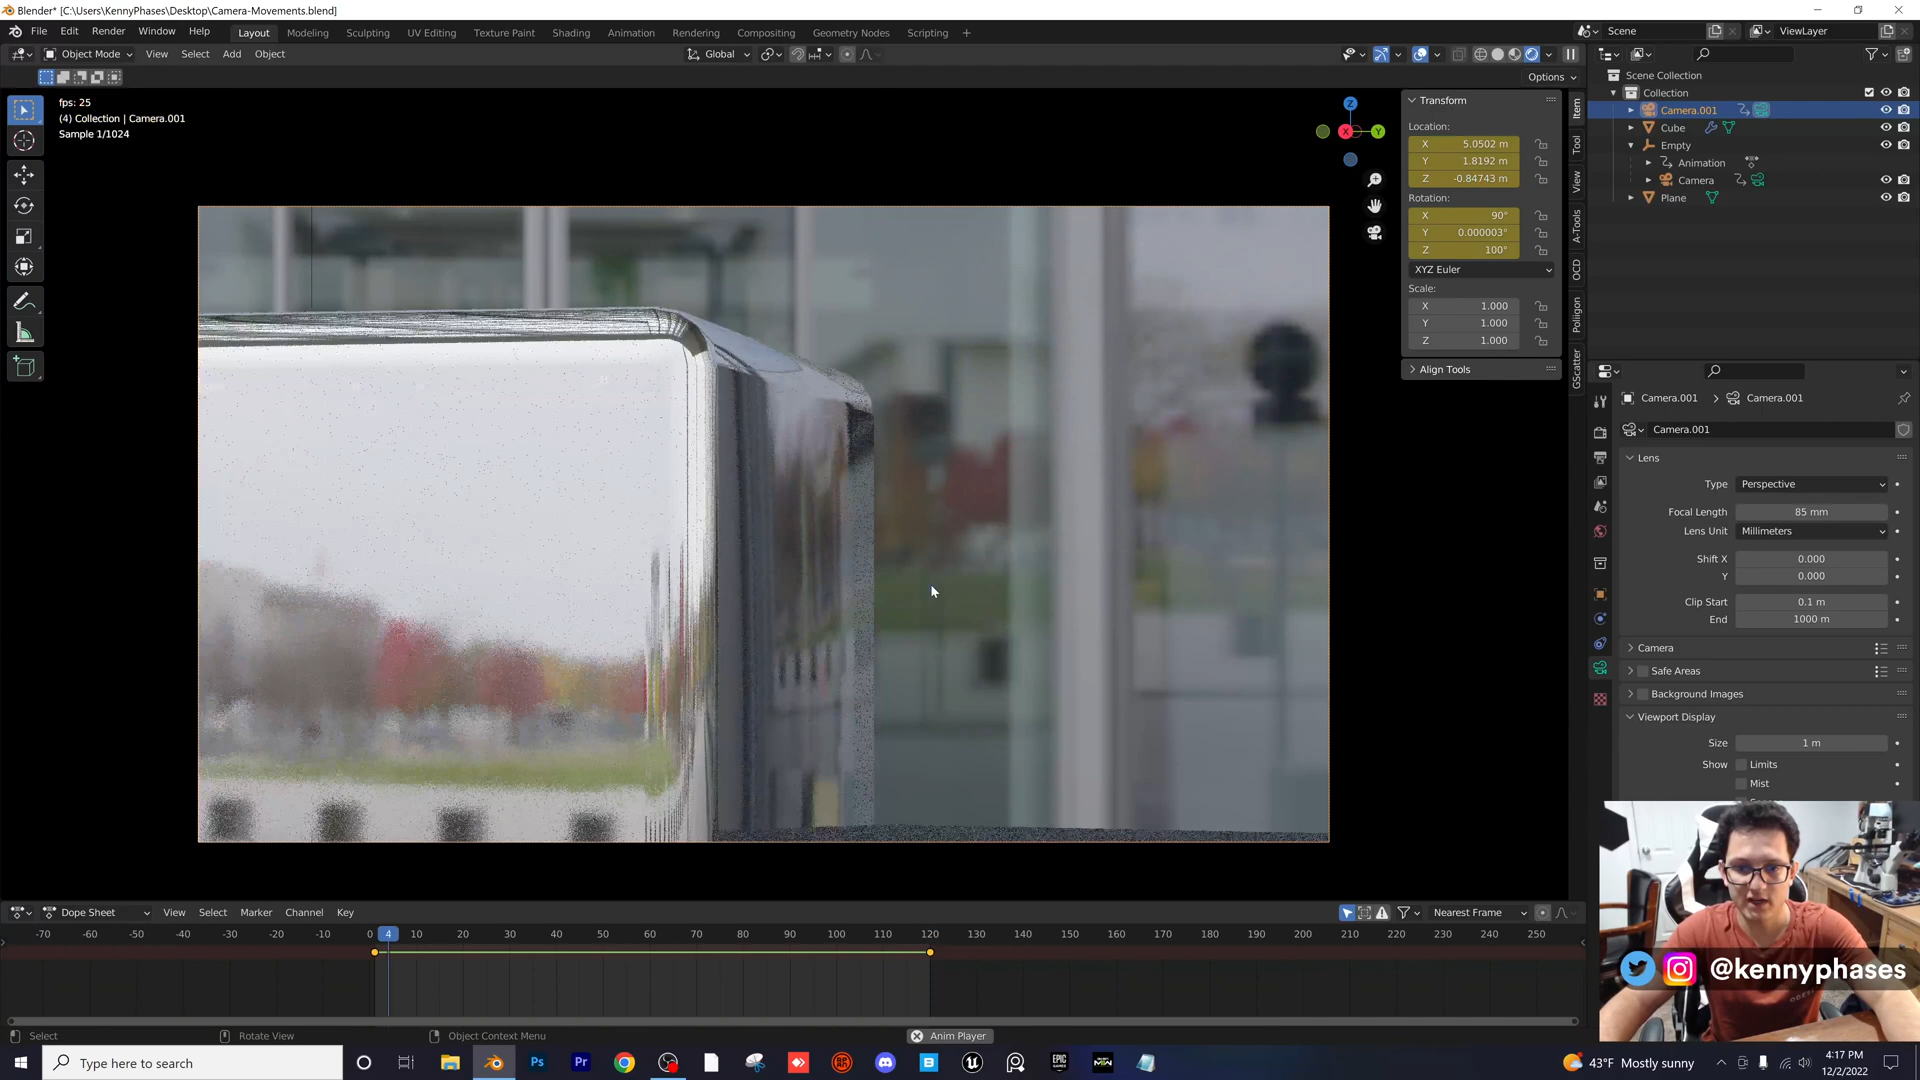 Blender* [C:\Users\KennyPhases\Desktop\Camera-Movements.blend]
File Edit Render Window Help Layout Modeling Sculpting UV Editing Texture Paint Shading Animation Rendering Compositing Geometry Nodes Scripting + Scene ViewLayer
Object Mode View Select Add Object Global
Options
fps: 25
(4) Collection | Camera.001
Sample 1/1024
Z
X
Y
Transform
Location:
X 5.0502 m
Y 1.8192 m
Z -0.84743 m
Rotation:
X 90°
Y 0.000003°
Z 100°
XYZ Euler
Scale:
X 1.000
Y 1.000
Z 1.000
Align Tools
Item
Tool
View
A-Tools
OCD
Poliigon
GScatter
Scene Collection
Collection
Camera.001
Cube
Empty
Animation
Camera
Plane
Camera.001 > Camera.001
Camera.001
Lens
Type Perspective
Focal Length 85 mm
Lens Unit Millimeters
Shift X 0.000
Y 0.000
Clip Start 0.1 m
End 1000 m
Camera
Safe Areas
Background Images
Viewport Display
Size 1 m
Show Limits
Mist
@kennyphases
Dope Sheet View Select Marker Channel Key Nearest Frame
-70 -60 -50 -40 -30 -20 -10 0 4 10 20 30 40 50 60 70 80 90 100 110 120 130 140 150 160 170 180 190 200 210 220 230 240 250
Select Rotate View Object Context Menu Anim Player
Type here to search
Ps
Pr
43°F Mostly sunny
4:17 PM
12/2/2022